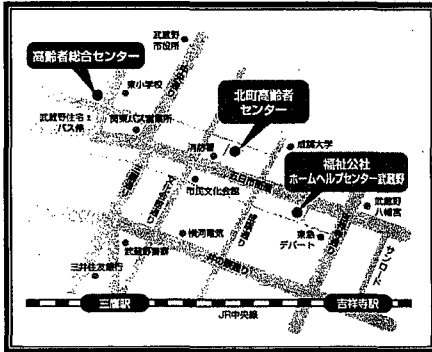 武蔵野
市役所
高齢者総合センター
東小学校
北町高齢者
センター
武蔵野住宅
バス停
関東バス営業所
消防署
成蹊大学
福祉公社
ホームヘルプセンター武蔵野
五日市街道
市民文化会館
武蔵野
八幡宮
横河電気
東急
デパート
武蔵野警察
サンロード
三井住友銀行
井の頭通り
三鷹駅
吉祥寺駅
JR中央線